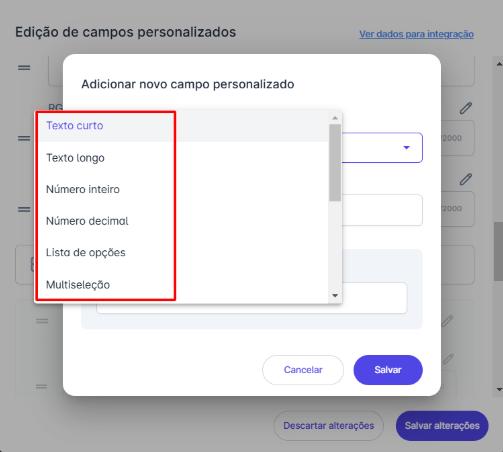 Edição de campos personalizados
Ver dados para integração
Adicionar novo campo personalizado
RG
Texto curto
/2000
Texto longo
Número inteiro
/2000
Número decimal
Lista de opções
Multiseleção
Cancelar
Salvar
Descartar alterações
Salvar alterações